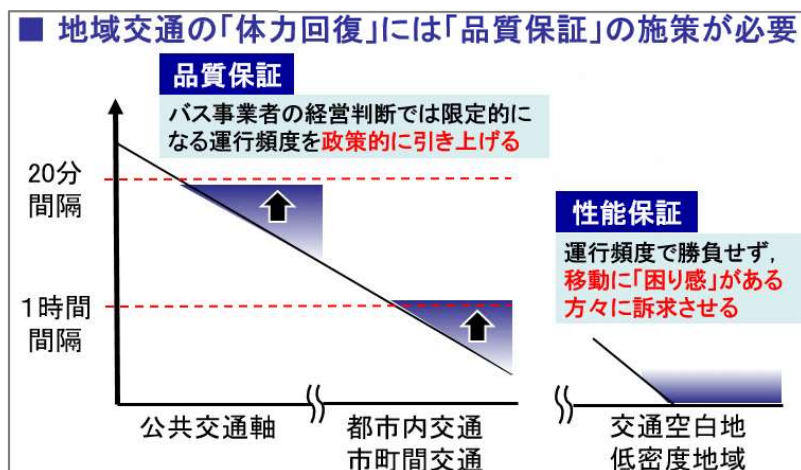 ■ 地域交通の「体力回復」には「品質保証」の施策が必要
品質保証
バス事業者の経営判断では限定的に
なる運行頻度を政策的に引き上げる
20分
間隔
性能保証
運行頻度で勝負せず，
移動に「困り感」がある
方々に訴求させる
1時間
間隔
公共交通軸
都市内交通
市町間交通
交通空白地
低密度地域